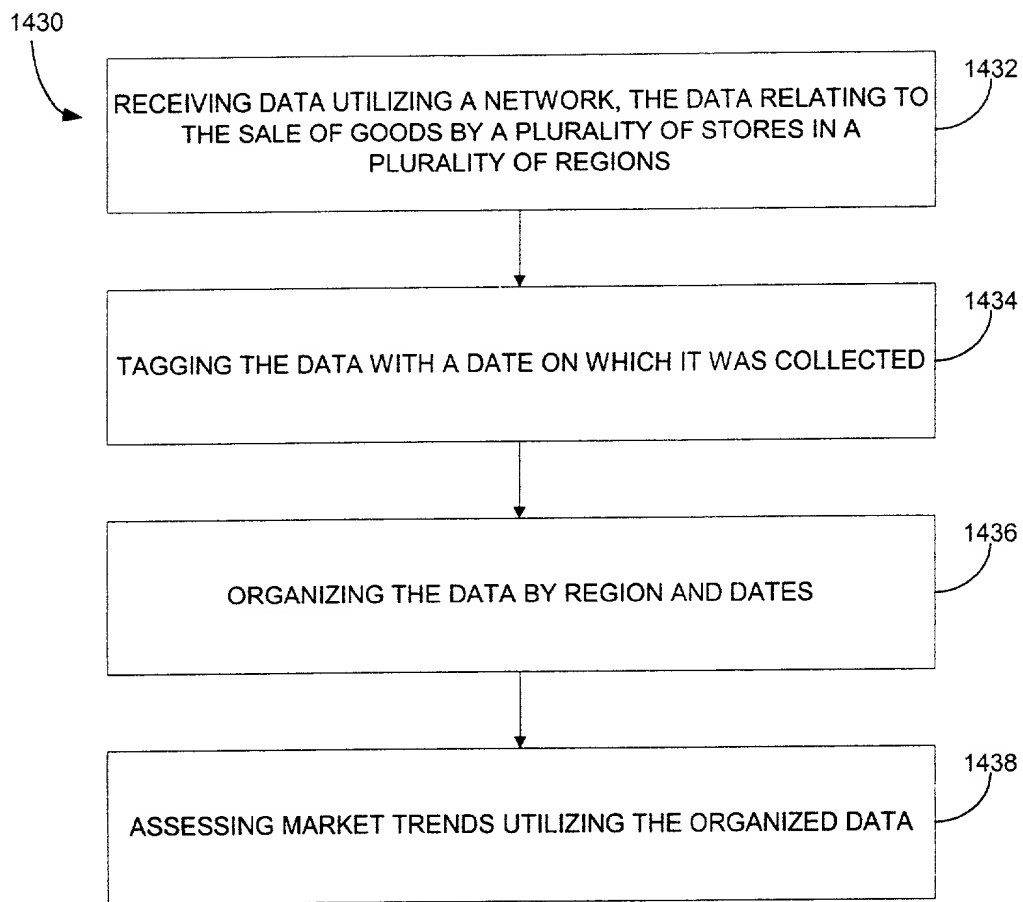 1430
1432
RECEIVING DATA UTILIZING A NETWORK, THE DATA RELATING TO
THE SALE OF GOODS BY A PLURALITY OF STORES IN A
PLURALITY OF REGIONS
1434
TAGGING THE DATA WITH A DATE ON WHICH IT WAS COLLECTED
1436
ORGANIZING THE DATA BY REGION AND DATES
1438
ASSESSING MARKET TRENDS UTILIZING THE ORGANIZED DATA